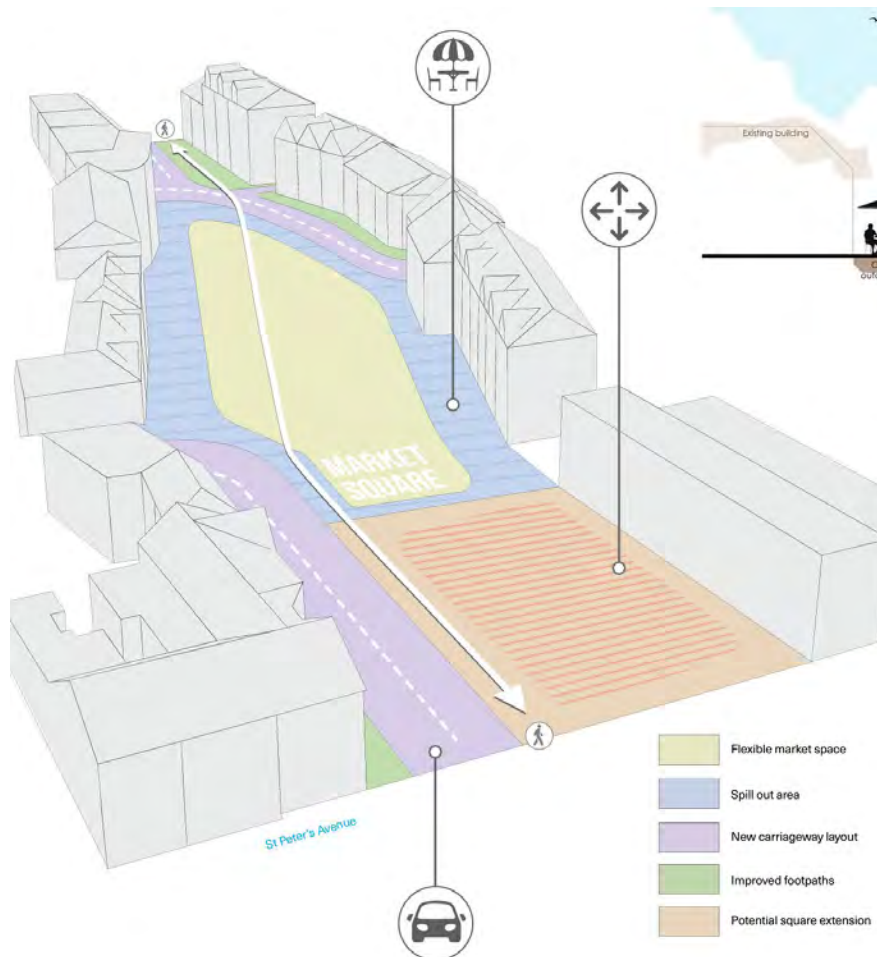 Existing building
MARKET
SQUARE
Flexible market space
Spill out area
New carriageway layout
Improved footpaths
Potential square extension
St Peter's Avenue